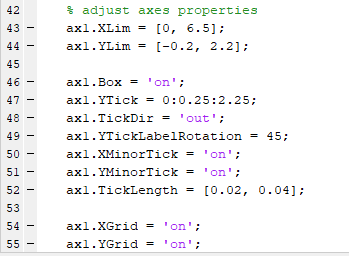 42 % adjust axes properties
43 – ax1.XLim = [0, 6.5];
44 – ax1.YLim = [-0.2, 2.2];
45
46 – ax1.Box = 'on';
47 – ax1.YTick = 0:0.25:2.25;
48 – ax1.TickDir = 'out';
49 – ax1.YTickLabelRotation = 45;
50 – ax1.XMinorTick = 'on';
51 – ax1.YMinorTick = 'on';
52 – ax1.TickLength = [0.02, 0.04];
53
54 – ax1.XGrid = 'on';
55 – ax1.YGrid = 'on';